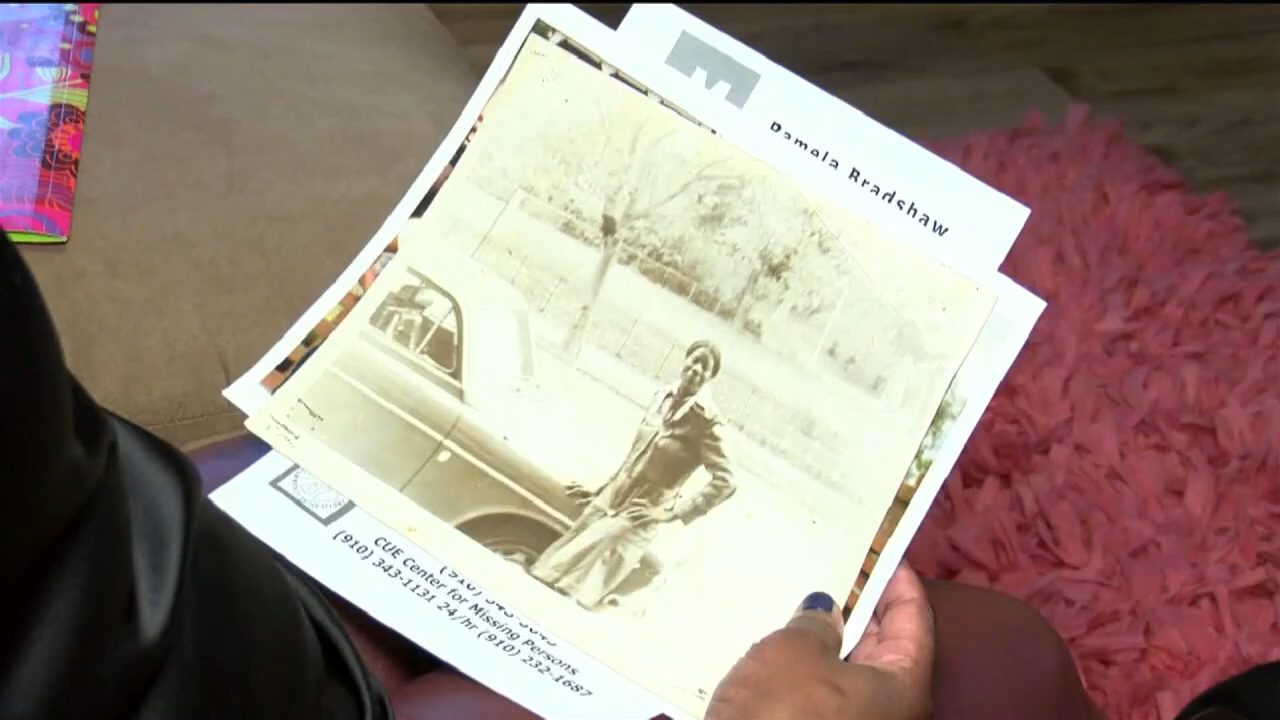 Pamela Bradshaw
CUE Center for Missing Persons
(910) 343-1131 24/hr (910) 232-1687